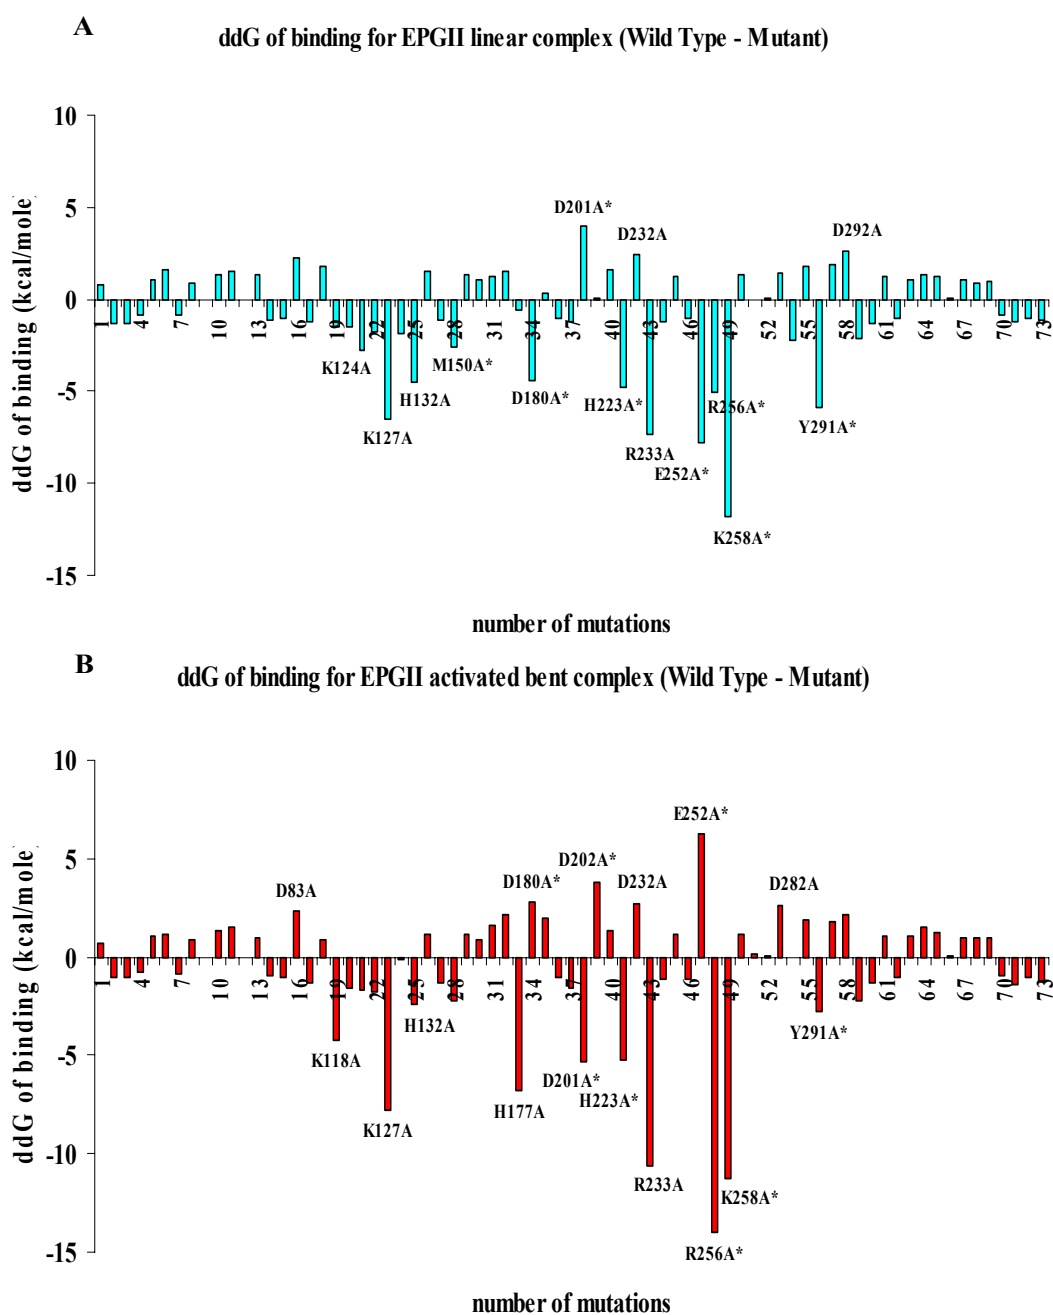 A
ddG of binding for EPGII linear complex (Wild Type - Mutant)
10
5
0
-5
-10
-15
ddG of binding (kcal/mole)
D201A*
D232A
D292A
1 4 7 10 13 16 19 22 25 28 31 34 37 40 43 46 49 52 55 58 61 64 67 70 73
K124A
M150A*
H132A
D180A*
H223A*
R256A*
Y291A*
K127A
R233A
E252A*
K258A*
number of mutations
B
ddG of binding for EPGII activated bent complex (Wild Type - Mutant)
10
5
0
-5
-10
-15
ddG of binding (kcal/mole)
E252A*
D202A*
D83A
D180A*
D232A
D282A
1 4 7 10 13 16 19 22 25 28 31 34 37 40 43 46 49 52 55 58 61 64 67 70 73
H132A
Y291A*
K118A
D201A*
H223A*
H177A
K127A
R233A
K258A*
R256A*
number of mutations